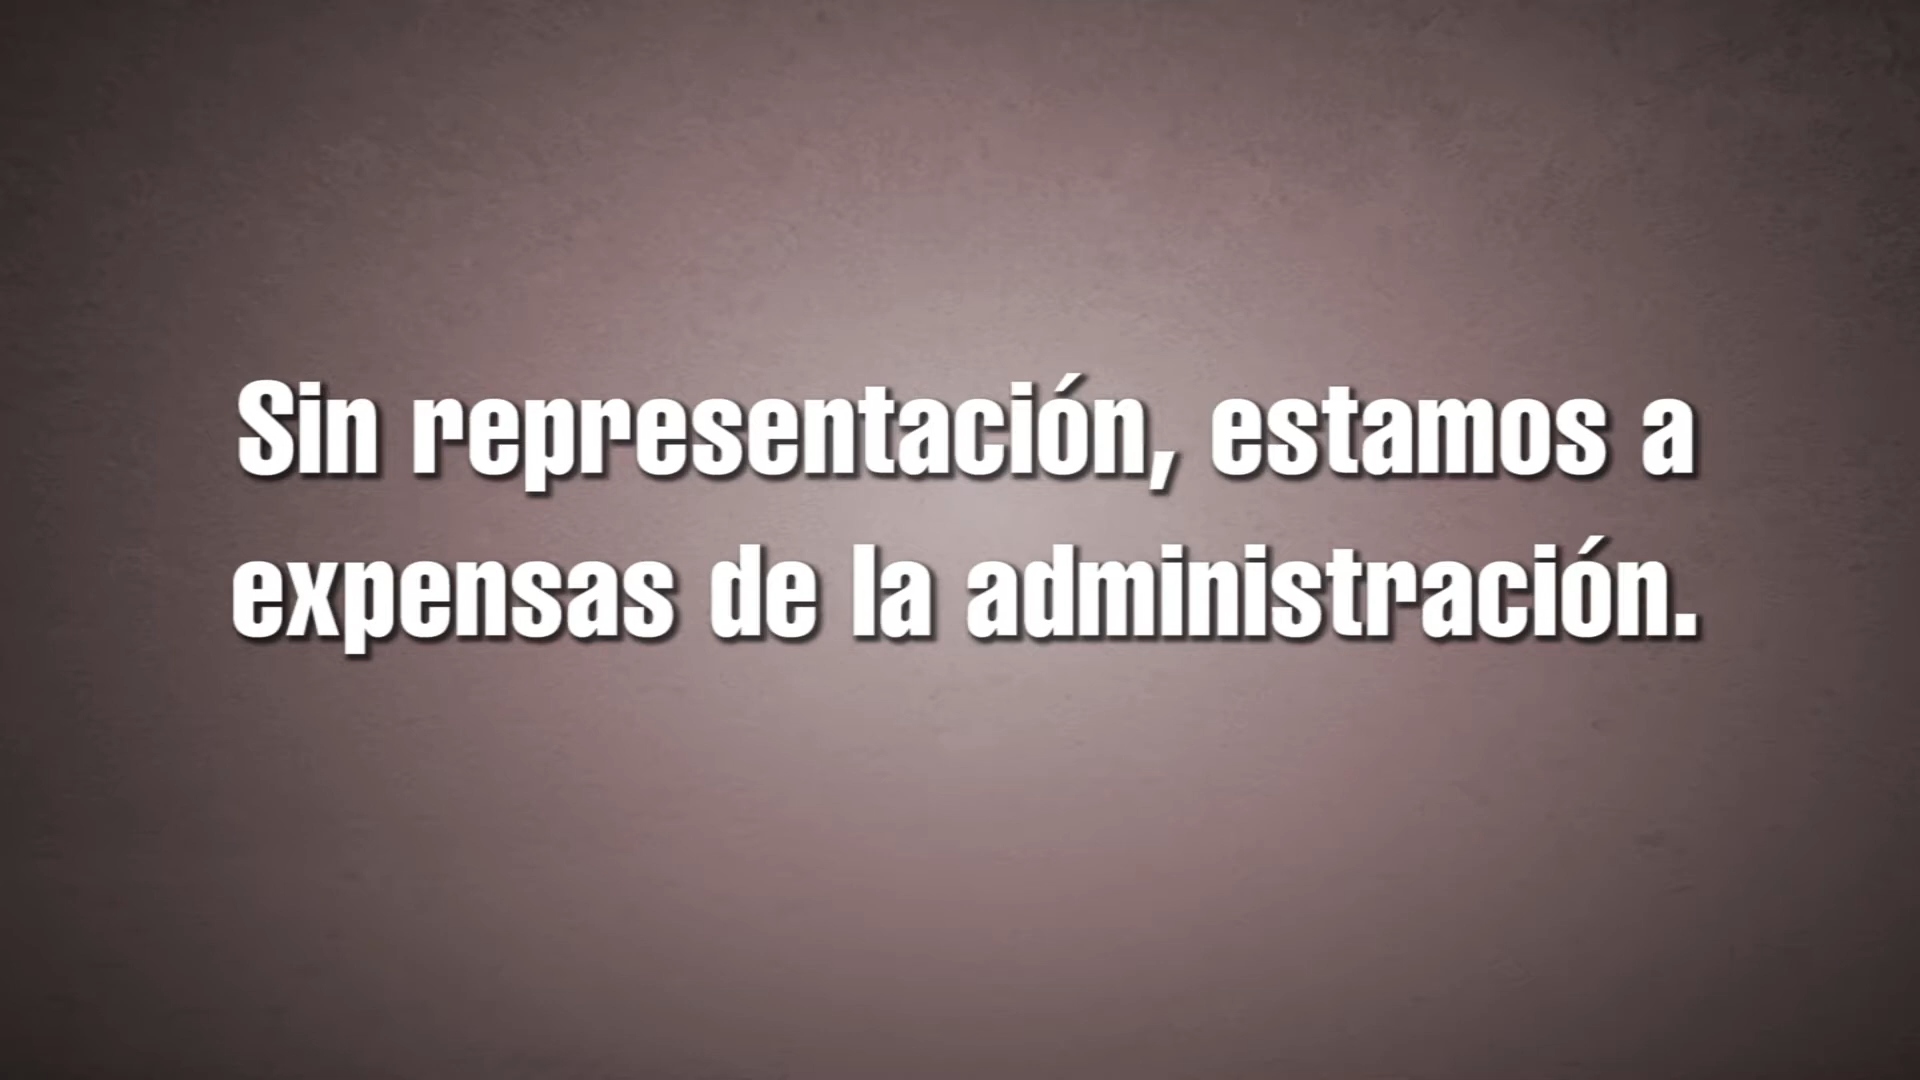 Sin representación, estamos a
expensas de la administración.